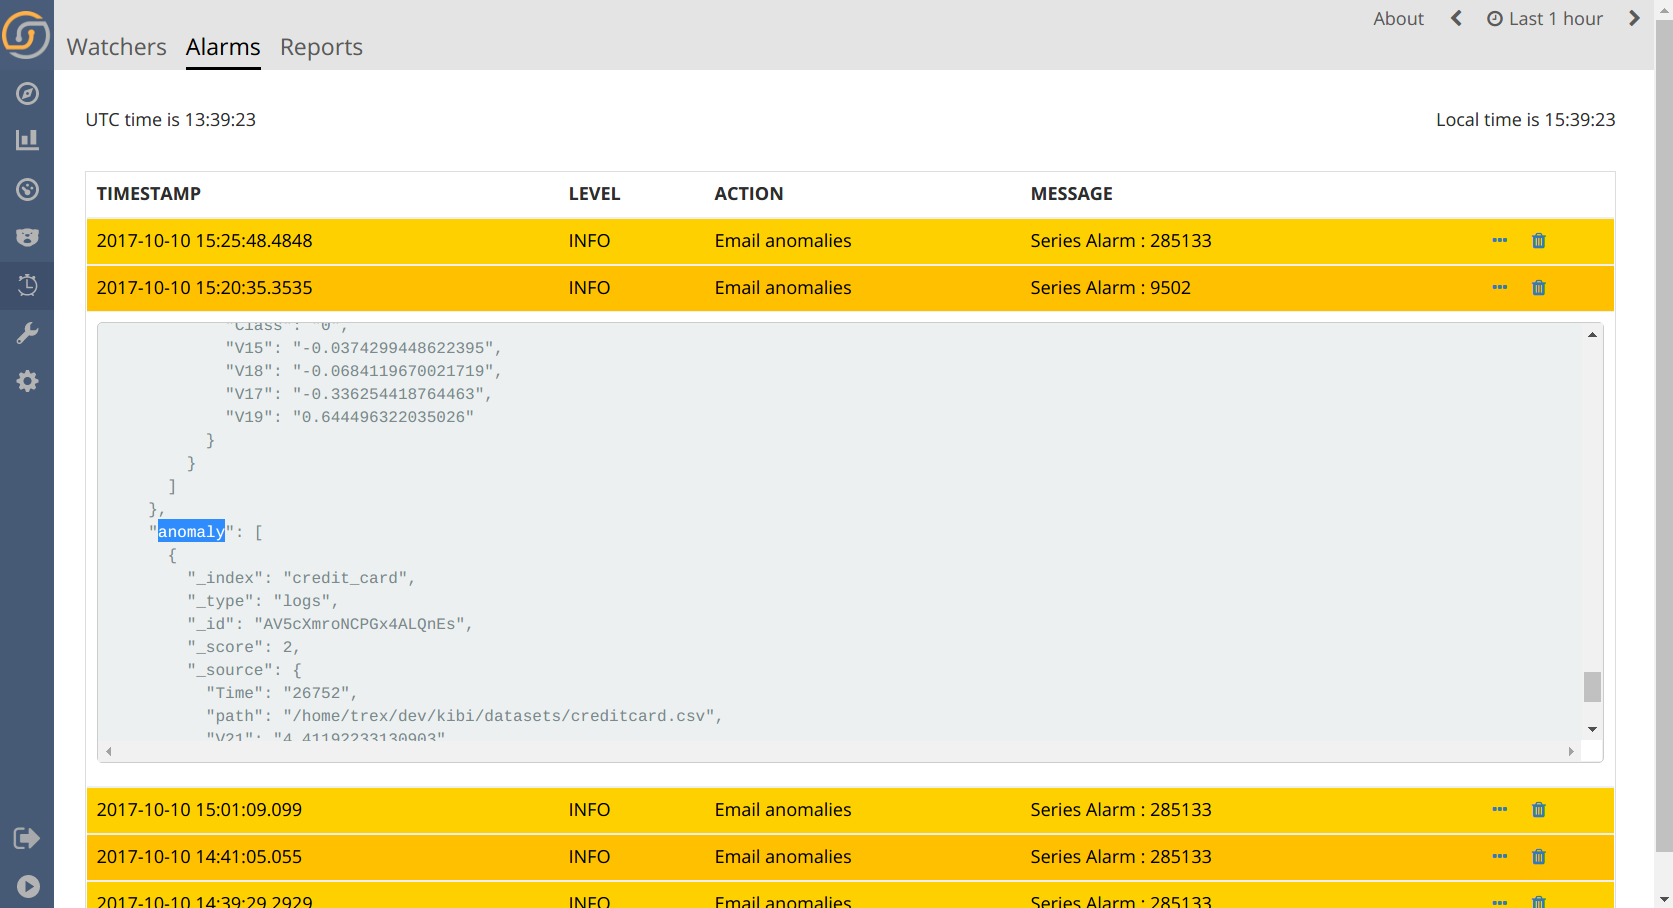 About Last 1 hour
Watchers Alarms Reports
UTC time is 13:39:23 Local time is 15:39:23
TIMESTAMP LEVEL ACTION MESSAGE
2017-10-10 15:25:48.4848 INFO Email anomalies Series Alarm : 285133
2017-10-10 15:20:35.3535 INFO Email anomalies Series Alarm : 9502
"Class": "0",
"V15": "-0.0374299448622395",
"V18": "-0.0684119670021719",
"V17": "-0.336254418764463",
"V19": "0.644496322035026"
}
}
]
},
"anomaly": [
{
"_index": "credit_card",
"_type": "logs",
"_id": "AV5cXmroNCPGx4ALQnEs",
"_score": 2,
"_source": {
"Time": "26752",
"path": "/home/trex/dev/kibi/datasets/creditcard.csv",
"V21": "4.41192233130903"
2017-10-10 15:01:09.099 INFO Email anomalies Series Alarm : 285133
2017-10-10 14:41:05.055 INFO Email anomalies Series Alarm : 285133
2017-10-10 14:39:29.2929 INFO Email anomalies Series Alarm : 285133